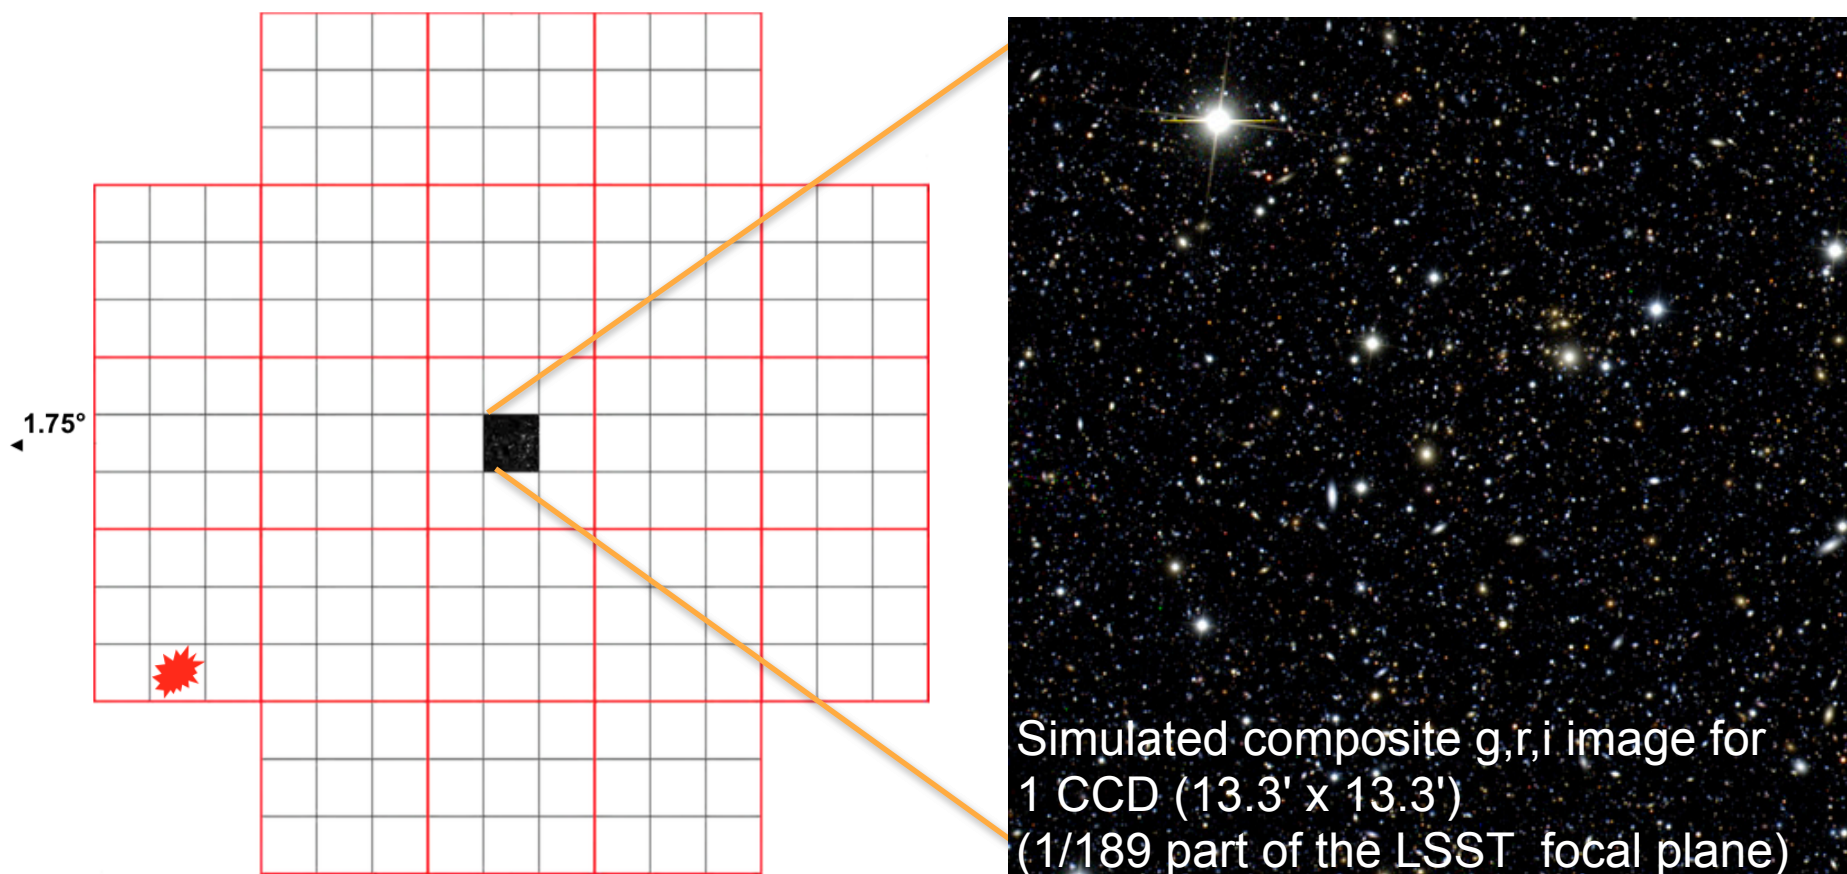 1.75°
Simulated composite g,r,i image for
1 CCD (13.3' x 13.3')
(1/189 part of the LSST focal plane)